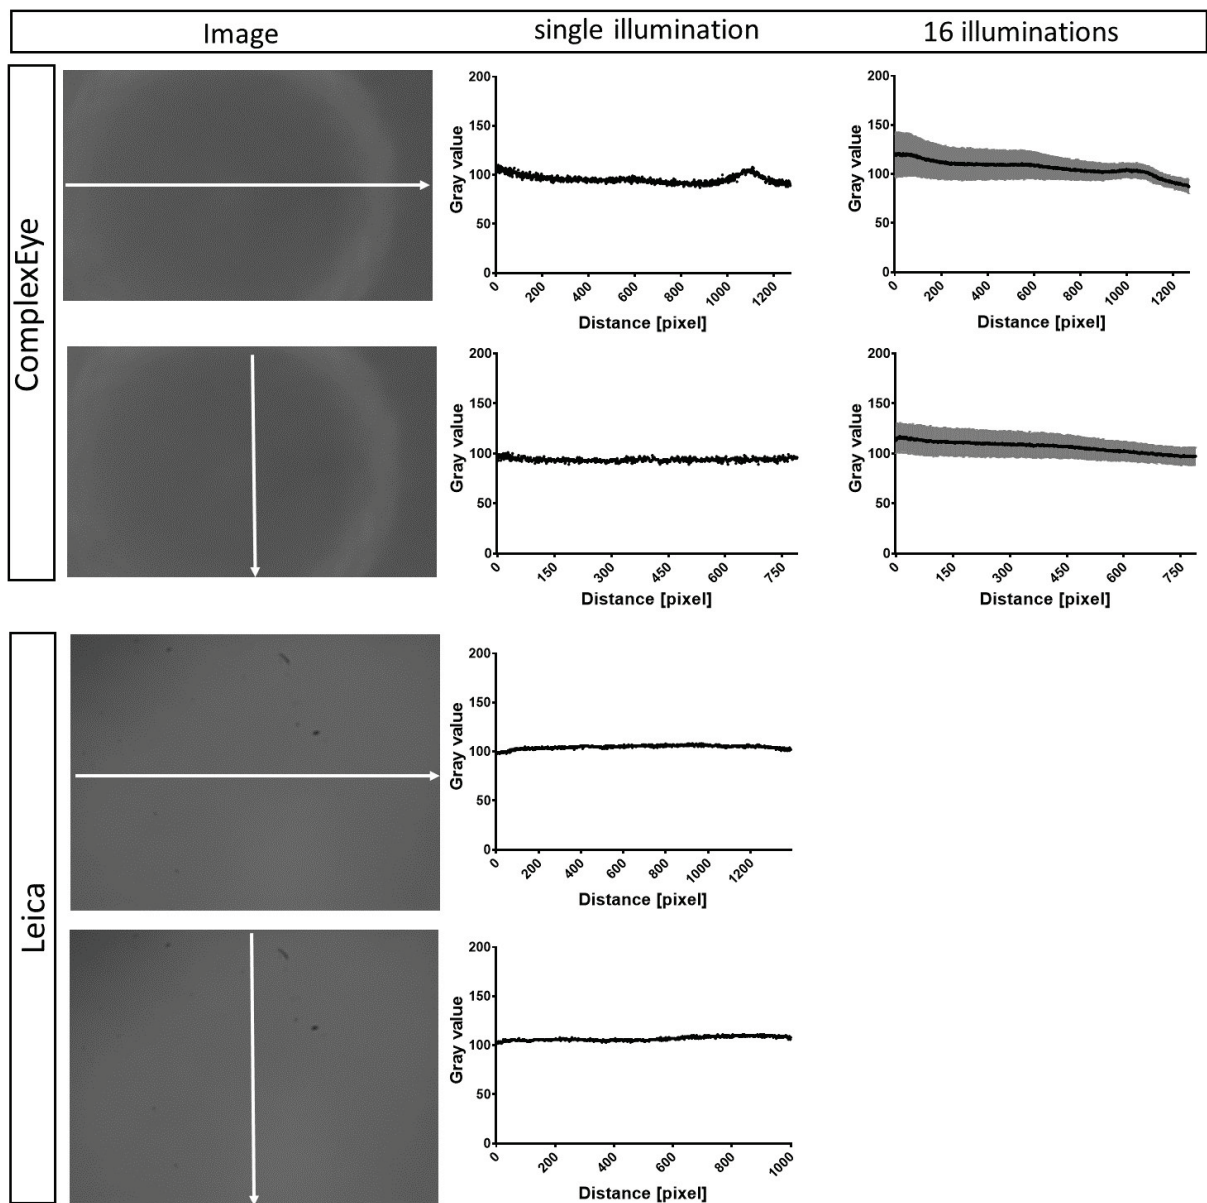 Image single illumination 16 illuminations
ComplexEye
200
150
100
50
0
Gray value
0 200 400 600 800 1000 1200
Distance [pixel]
200
150
100
50
0
Gray value
0 200 400 600 800 1000 1200
Distance [pixel]
200
150
100
50
0
Gray value
0 150 300 450 600 750
Distance [pixel]
200
150
100
50
0
Gray value
0 150 300 450 600 750
Distance [pixel]
Leica
200
150
100
50
0
Gray value
0 200 400 600 800 1000 1200
Distance [pixel]
200
150
100
50
0
Gray value
0 200 400 600 800 1000
Distance [pixel]